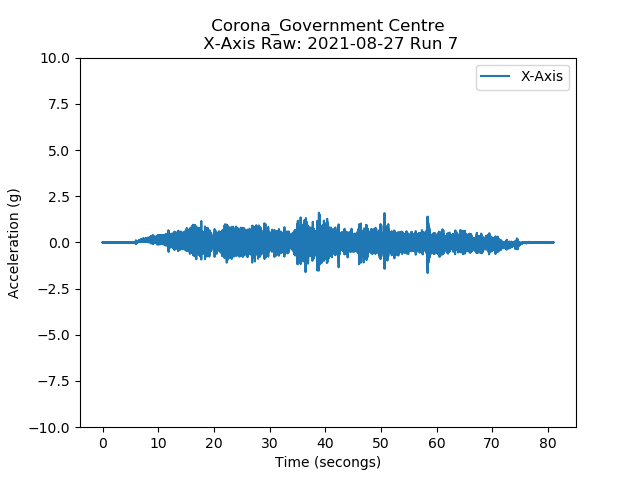 Corona_Government Centre
X-Axis Raw: 2021-08-27 Run 7
X-Axis
Acceleration (g)
10.0
7.5
5.0
2.5
0.0
−2.5
−5.0
−7.5
−10.0
0 10 20 30 40 50 60 70 80
Time (secongs)